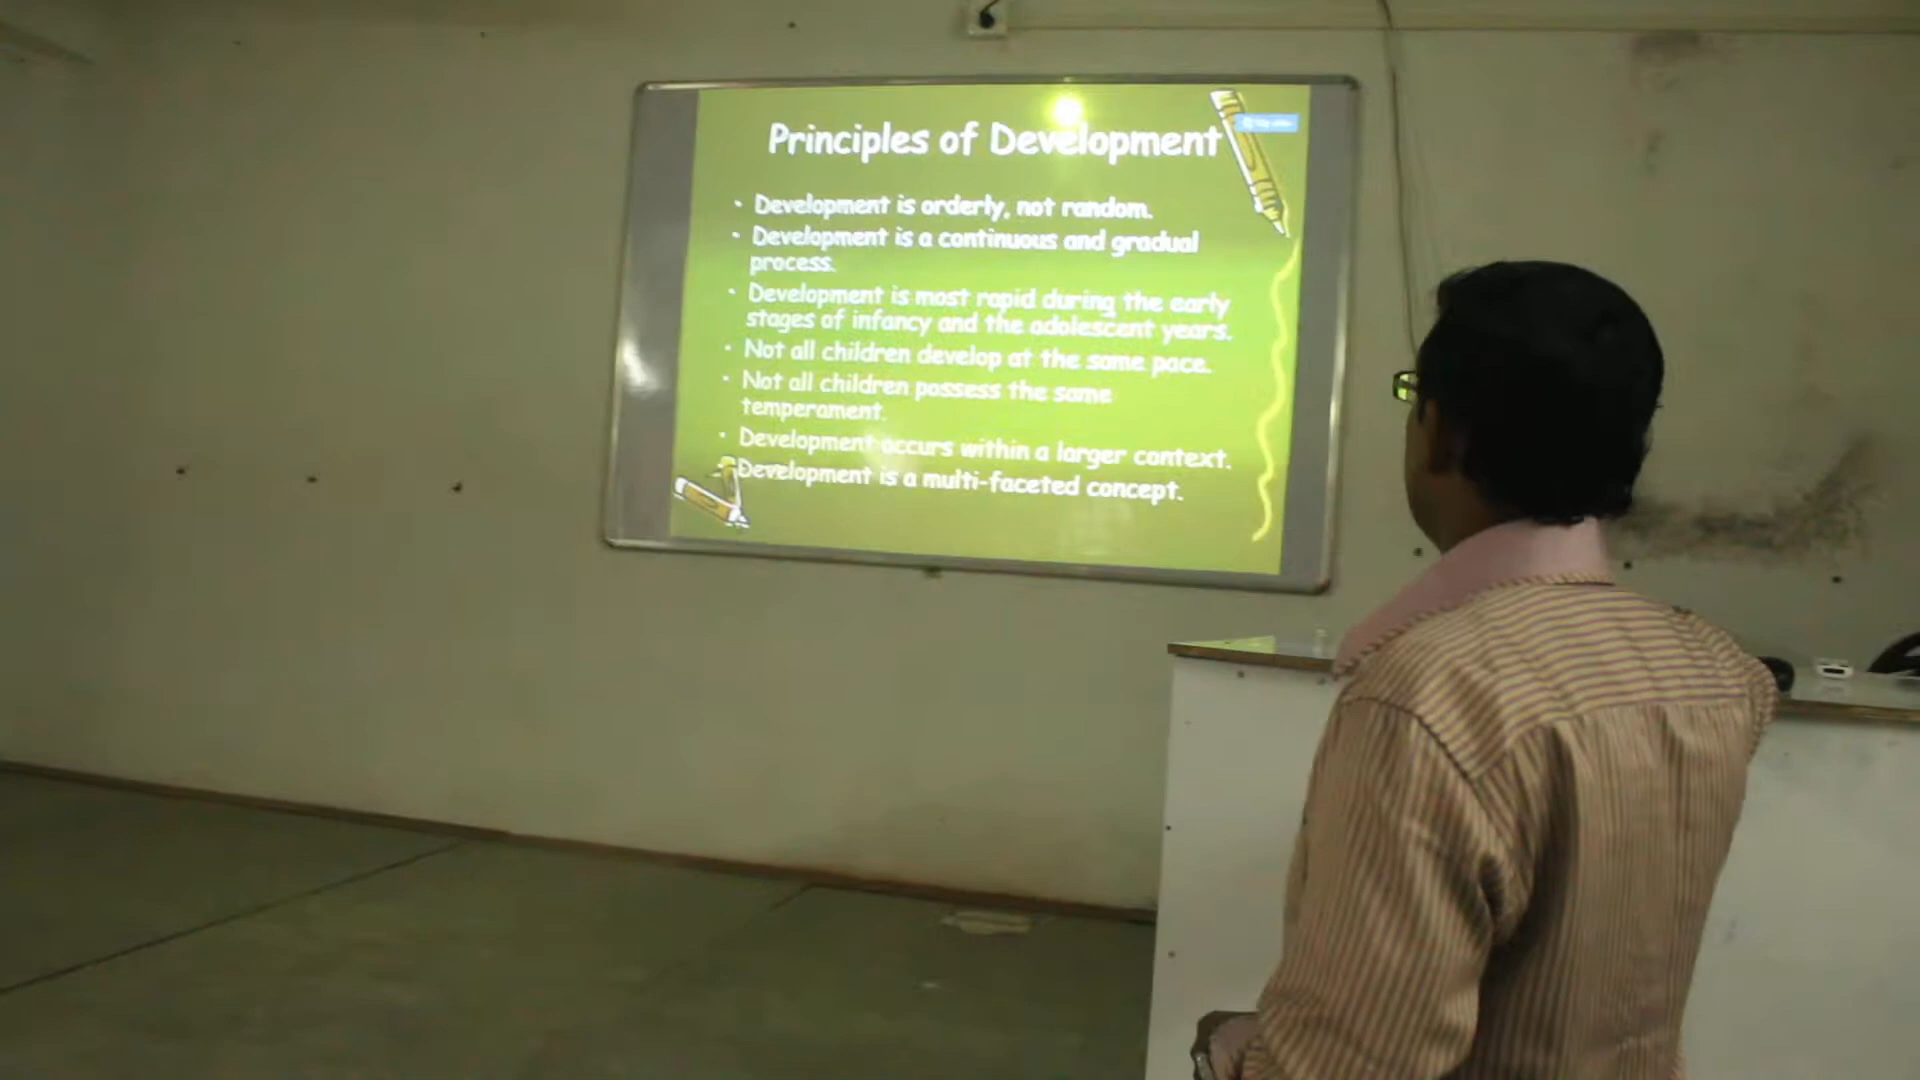 Principles of Development
• Development is orderly, not random.
• Development is a continuous and gradual
process.
• Development is most rapid during the early
stages of infancy and the adolescent years.
• Not all children develop at the same pace.
• Not all children possess the same
temperament.
• Development occurs within a larger context.
Development is a multi-faceted concept.